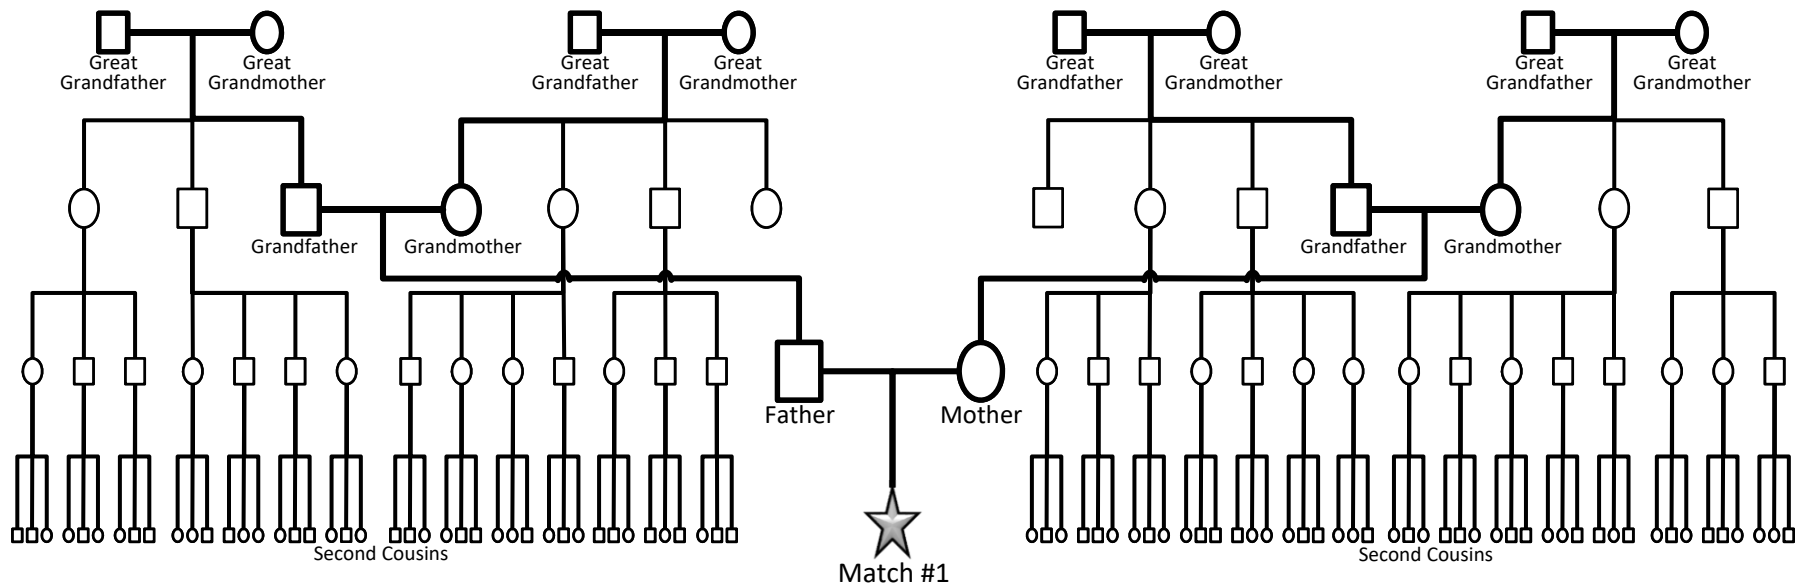 Great Grandfather
Great Grandmother
Great Grandfather
Great Grandmother
Great Grandfather
Great Grandmother
Great Grandfather
Great Grandmother
Grandfather
Grandmother
Grandfather
Grandmother
Father
Mother
Second Cousins
Second Cousins
Match #1